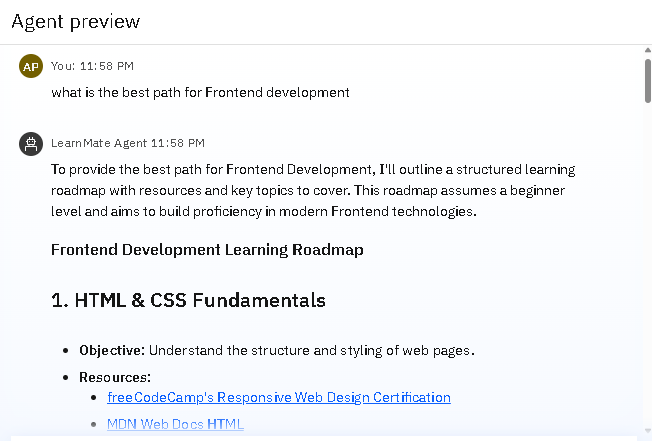 Agent preview
AP
You: 11:58 PM
what is the best path for Frontend development
LearnMate Agent 11:58 PM
To provide the best path for Frontend Development, I'll outline a structured learning
roadmap with resources and key topics to cover. This roadmap assumes a beginner
level and aims to build proficiency in modern Frontend technologies.
Frontend Development Learning Roadmap
1. HTML & CSS Fundamentals
• Objective: Understand the structure and styling of web pages.
• Resources:
• freeCodeCamp's Responsive Web Design Certification
• MDN Web Docs HTML